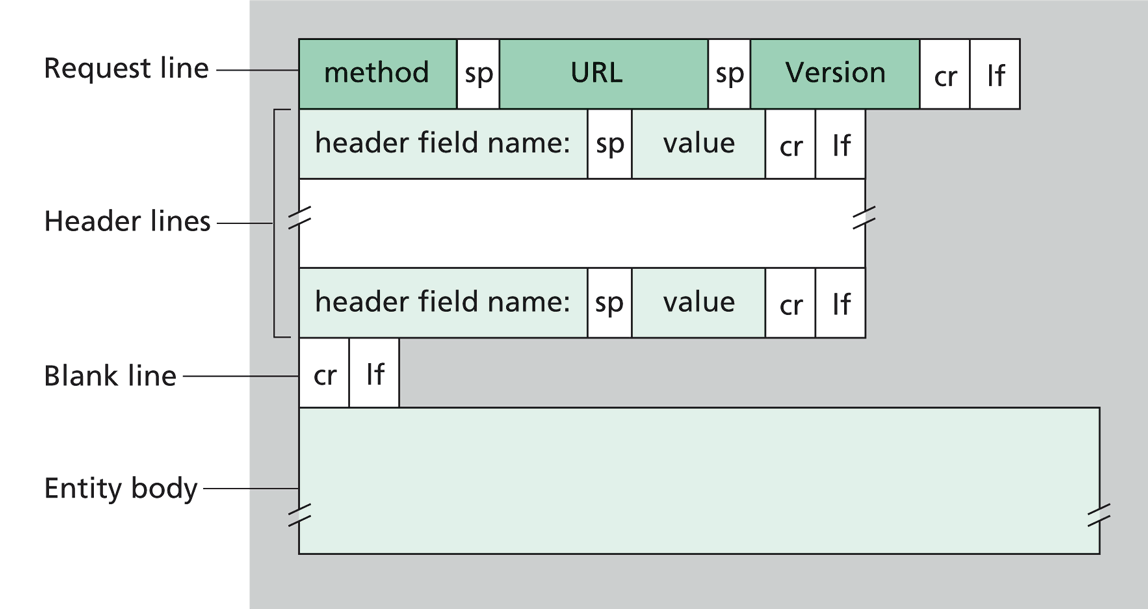 Request line method sp URL sp Version cr lf
header field name: sp value cr lf
Header lines
header field name: sp value cr lf
Blank line cr lf
Entity body